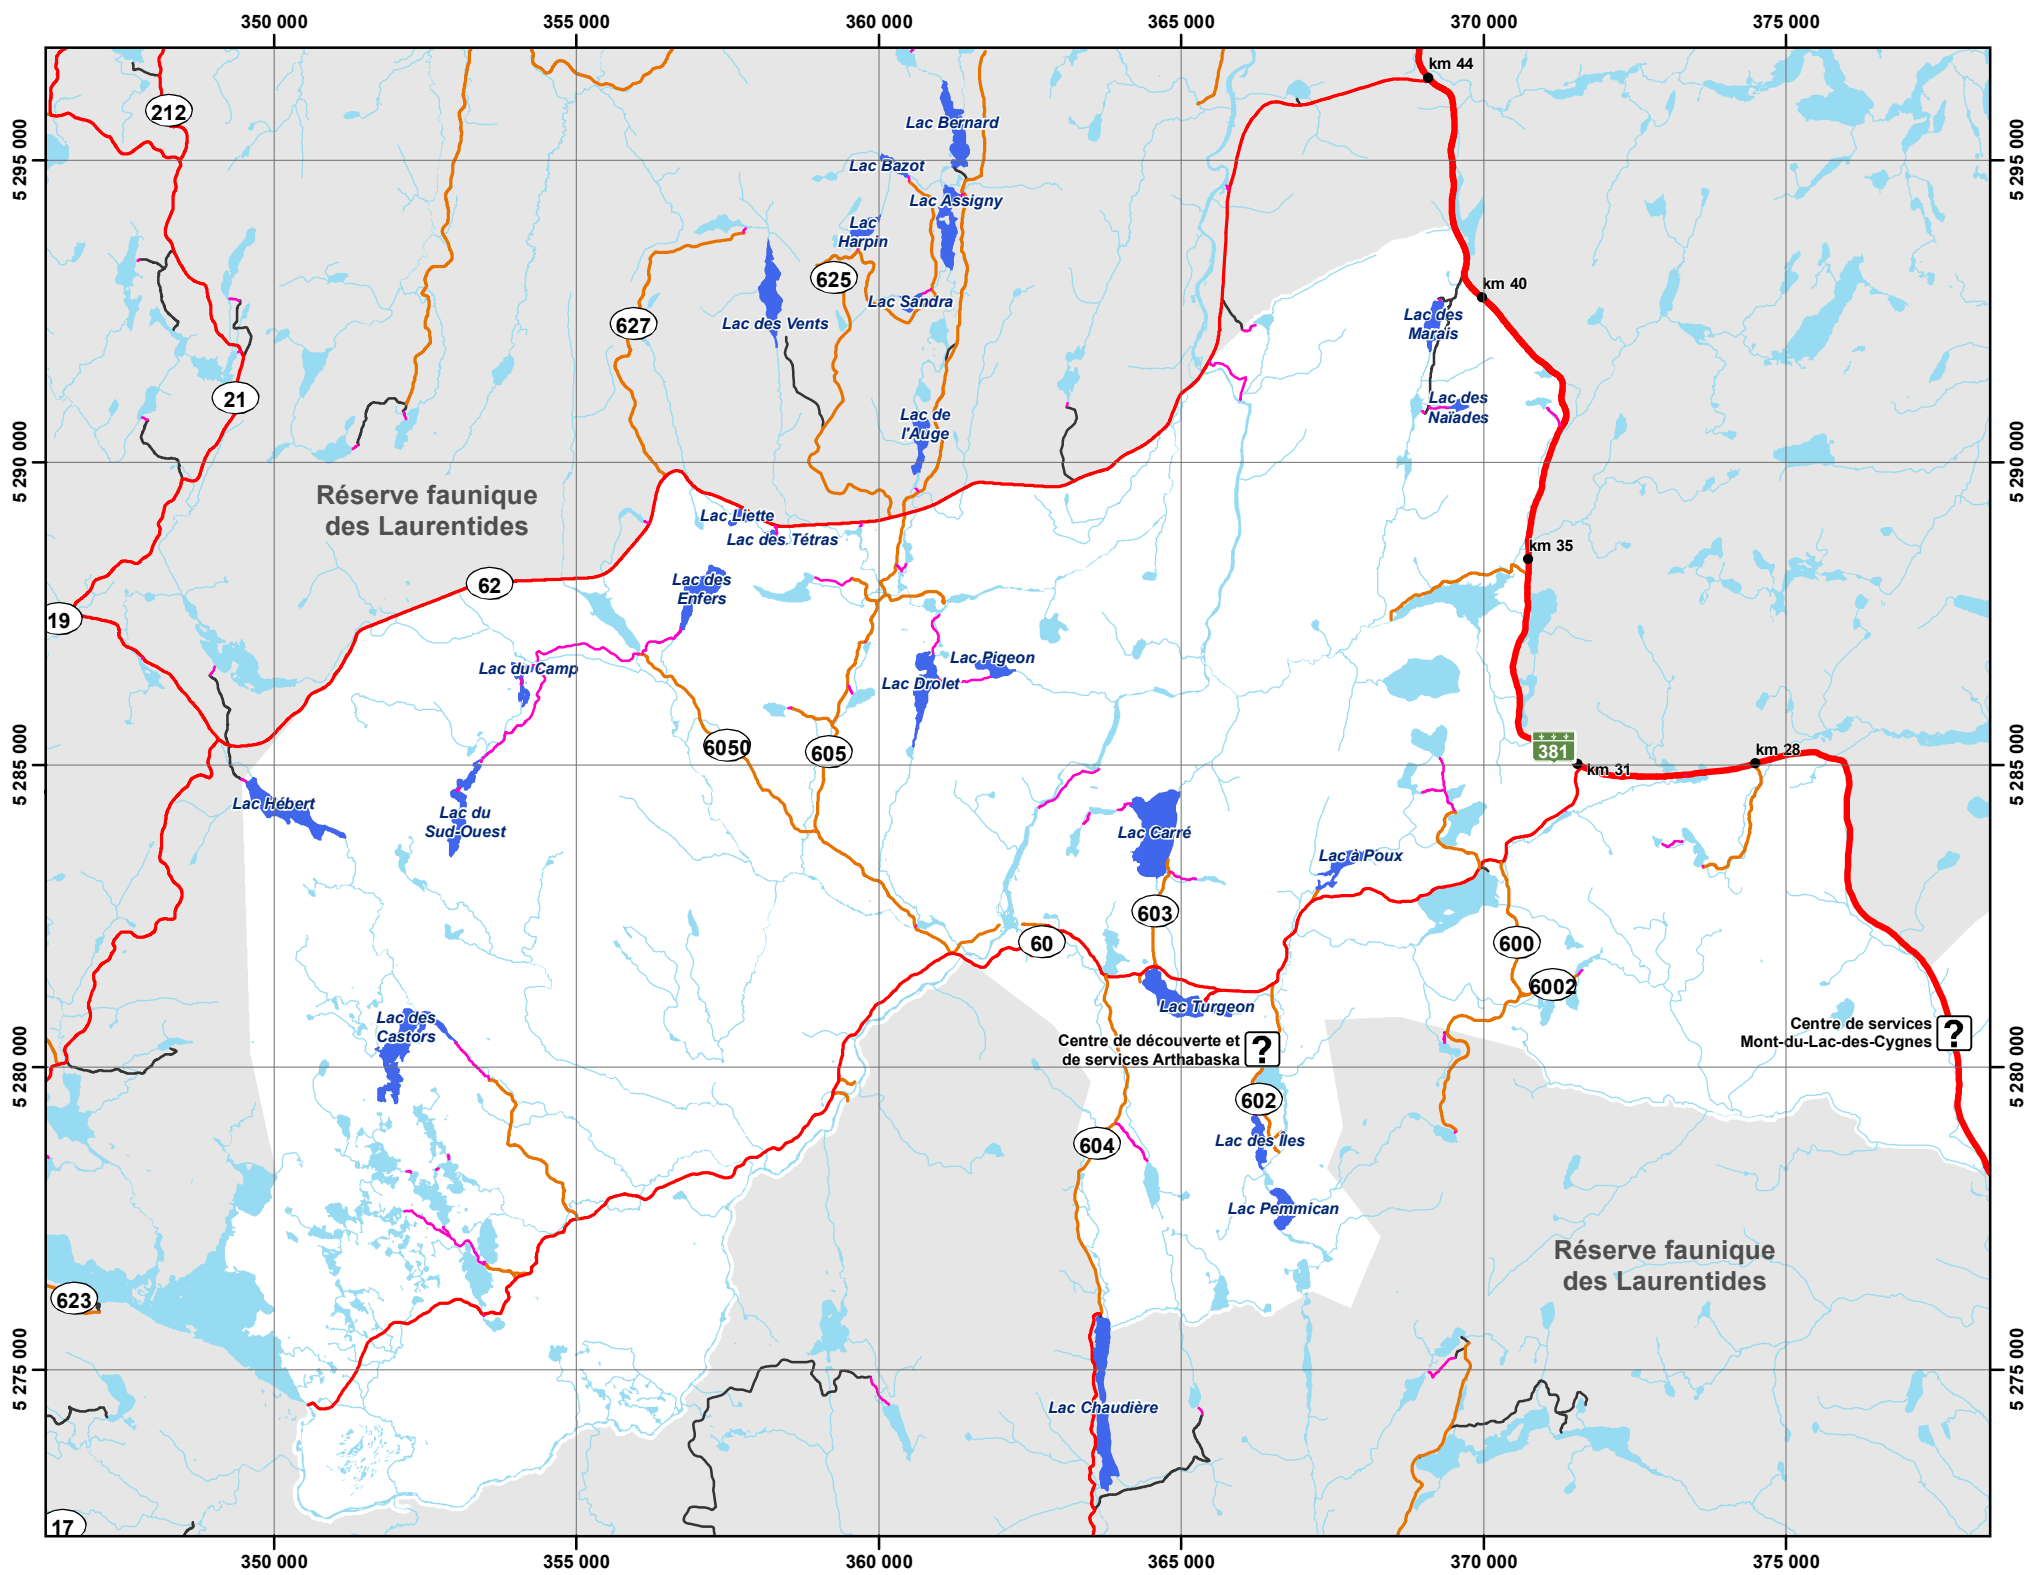 350 000
355 000
360 000
365 000
370 000
375 000
km 44
212
Lac Bernard
5 295 000
5 295 000
Lac Bazot
Lac Assigny
Lac
Harpin
625
km 40
Lac Sandra
627
Lac des Vents
Lac des
Marais
21
Lac des
Naïades
Lac de
l'Auge
5 290 000
5 290 000
Réserve faunique
des Laurentides
Lac Liette
Lac des Tétras
km 35
62
Lac des
Enfers
19
Lac du Camp
Lac Pigeon
Lac Drolet
6050
605
381
km 28
km 31
5 285 000
5 285 000
Lac Hébert
Lac du
Sud-Ouest
Lac Carré
Lac à Poux
603
60
600
6002
Lac Turgeon
Lac des
Castors
Centre de découverte et
de services Arthabaska
?
Centre de services
Mont-du-Lac-des-Cygnes
?
5 280 000
5 280 000
602
604
Lac des Îles
Lac Pemmican
Réserve faunique
des Laurentides
623
5 275 000
5 275 000
Lac Chaudière
17
350 000
355 000
360 000
365 000
370 000
375 000